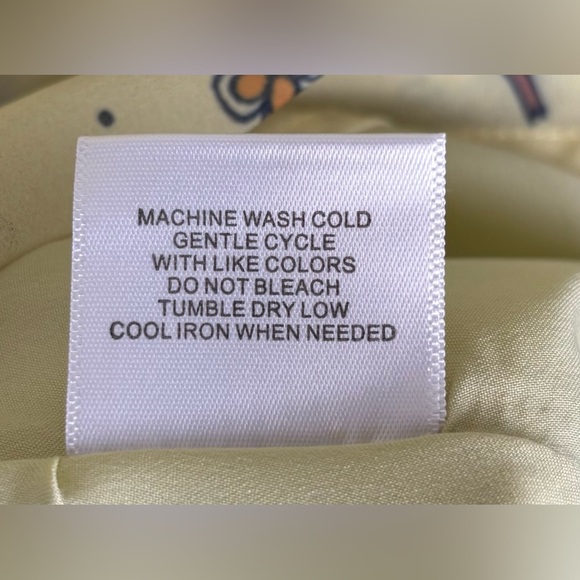 MACHINE WASH COLD
GENTLE CYCLE
WITH LIKE COLORS
DO NOT BLEACH
TUMBLE DRY LOW
COOL IRON WHEN NEEDED